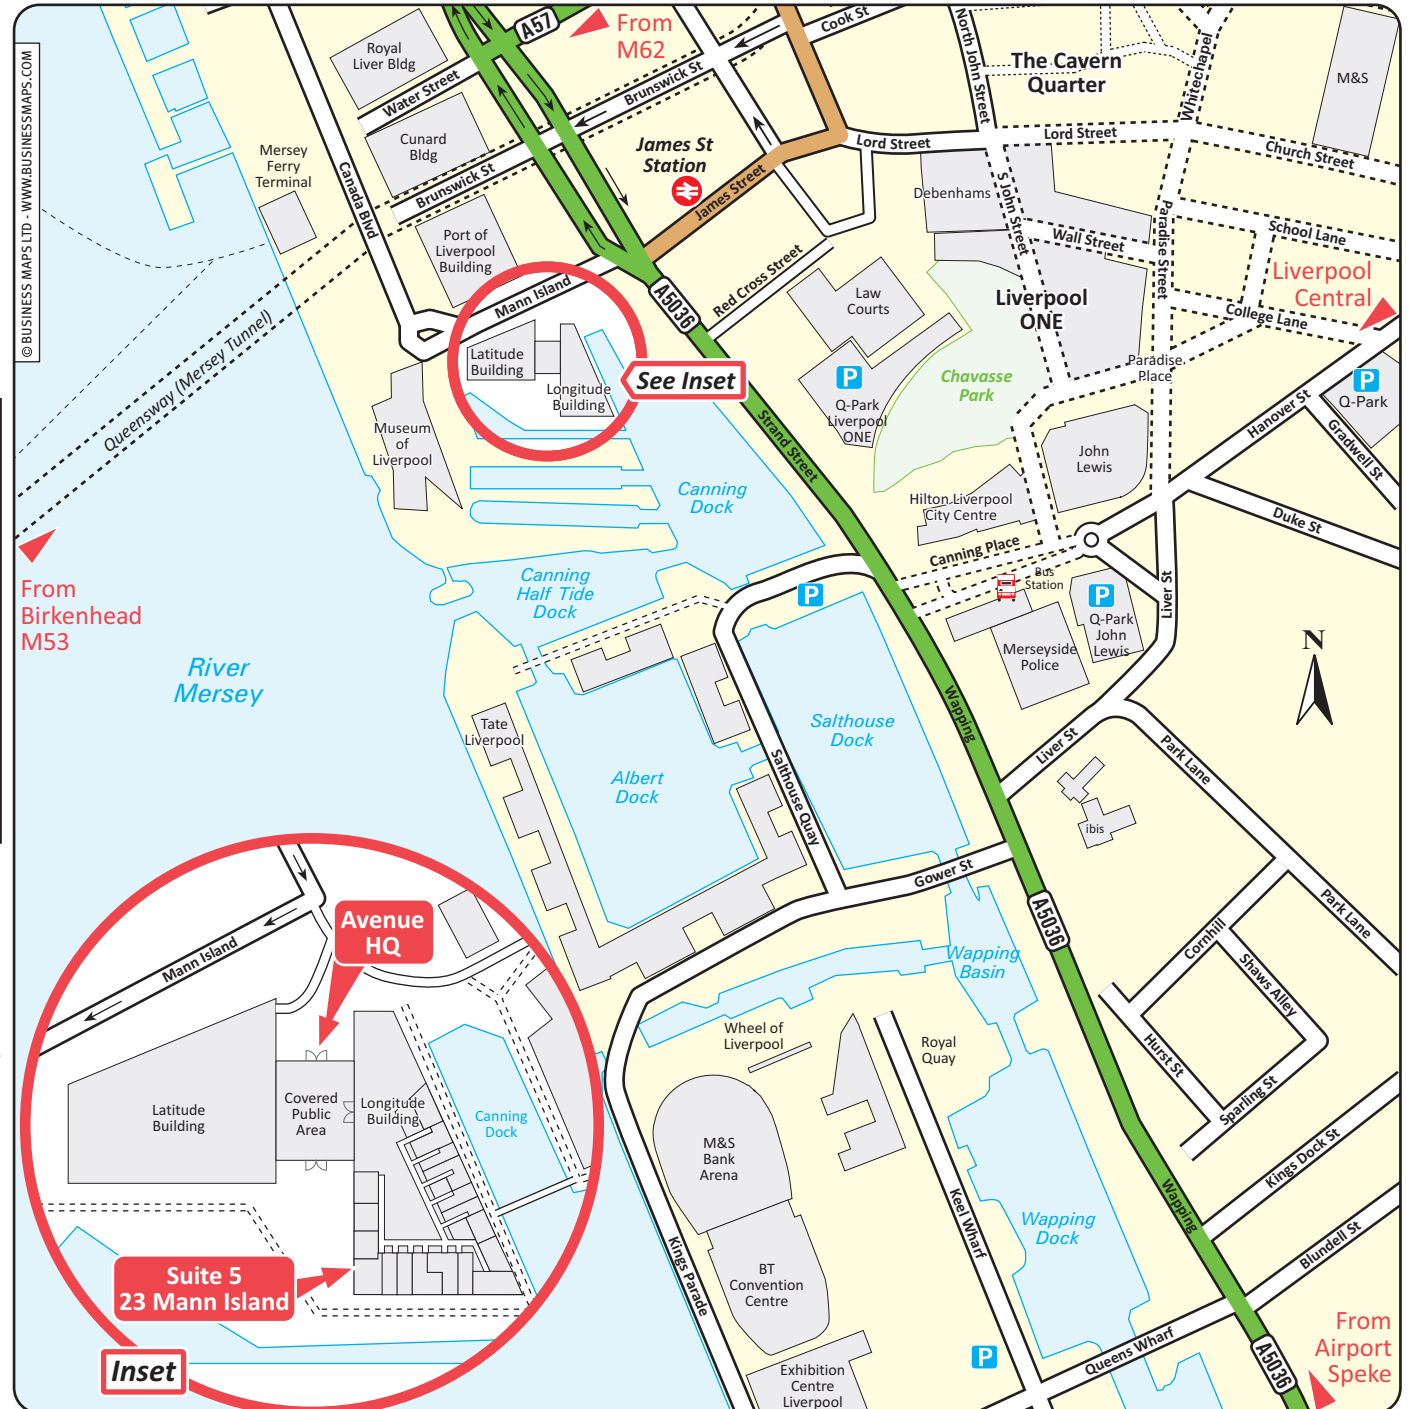 © BUSINESS MAPS LTD - WWW.BUSINESSMAPS.COM
Royal
Liver Bldg
Water Street
A57
From
M62
Cook St
North John Street
The Cavern
Quarter
Whitechapel
M&S
Cunard
Bldg
Brunswick St
Brunswick St
Mersey
Ferry
Terminal
Canada Blvd
James St
Station
James Street
Lord Street
Lord Street
Church Street
Debenhams
S John Street
Wall Street
Paradise Street
School Lane
Port of
Liverpool
Building
Mann Island
Red Cross Street
A5036
Law
Courts
Liverpool
ONE
Liverpool
Central
College Lane
Paradise
Place
Queensway (Mersey Tunnel)
Latitude
Building
Longitude
Building
See Inset
P
Q-Park
Liverpool
ONE
Chavasse
Park
P
Q-Park
Hanover St
Gradwell St
Museum
of
Liverpool
Strand Street
John
Lewis
Canning
Dock
Hilton Liverpool
City Centre
Duke St
Canning Place
Bus
Station
From
Birkenhead
M53
Canning
Half Tide
Dock
P
P
Q-Park
John
Lewis
Liver St
Merseyside
Police
N
River
Mersey
Tate
Liverpool
Salthouse
Dock
Wapping
Liver St
Park Lane
Albert
Dock
Salthouse Quay
ibis
Gower St
A5036
Park Lane
Cornhill
Shaws Alley
Wapping
Basin
Avenue
HQ
Mann Island
Wheel of
Liverpool
Royal
Quay
Hurst St
Sparling St
Latitude
Building
Covered
Public
Area
Longitude
Building
Canning
Dock
M&S
Bank
Arena
Kings Dock St
Keel Wharf
Wapping
Dock
Wapping
Blundell St
Kings Parade
BT
Convention
Centre
Suite 5
23 Mann Island
Inset
P
Queens Wharf
A5036
From
Airport
Speke
Exhibition
Centre
Liverpool